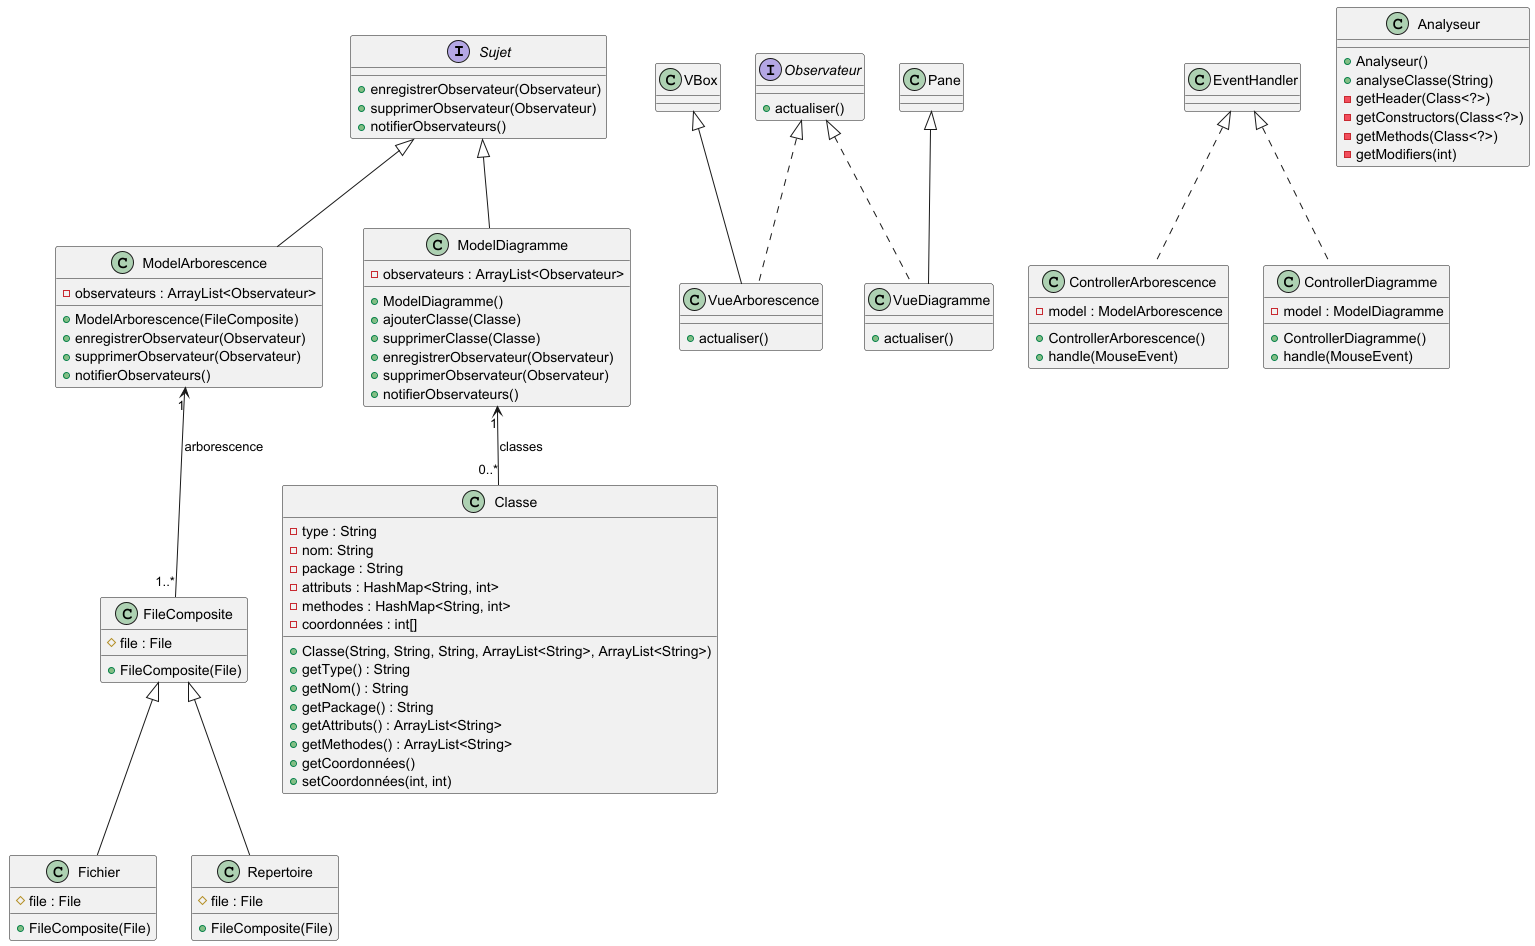 Sujet
enregistrerObservateur(Observateur)
supprimerObservateur(Observateur)
notifierObservateurs()
VBox
Observateur
actualiser()
Pane
EventHandler
Analyseur
Analyseur()
analyseClasse(String)
getHeader(Class<?>)
getConstructors(Class<?>)
getMethods(Class<?>)
getModifiers(int)
ModelArborescence
observateurs : ArrayList<Observateur>
ModelArborescence(FileComposite)
enregistrerObservateur(Observateur)
supprimerObservateur(Observateur)
notifierObservateurs()
ModelDiagramme
observateurs : ArrayList<Observateur>
ModelDiagramme()
ajouterClasse(Classe)
supprimerClasse(Classe)
enregistrerObservateur(Observateur)
supprimerObservateur(Observateur)
notifierObservateurs()
VueArborescence
actualiser()
VueDiagramme
actualiser()
ControllerArborescence
model : ModelArborescence
ControllerArborescence()
handle(MouseEvent)
ControllerDiagramme
model : ModelDiagramme
ControllerDiagramme()
handle(MouseEvent)
1
arborescence
1..*
1
classes
0..*
Classe
type : String
nom: String
package : String
attributs : HashMap<String, int>
methodes : HashMap<String, int>
coordonnées : int[]
Classe(String, String, String, ArrayList<String>, ArrayList<String>)
getType() : String
getNom() : String
getPackage() : String
getAttributs() : ArrayList<String>
getMethodes() : ArrayList<String>
getCoordonnées()
setCoordonnées(int, int)
FileComposite
file : File
FileComposite(File)
Fichier
file : File
FileComposite(File)
Repertoire
file : File
FileComposite(File)